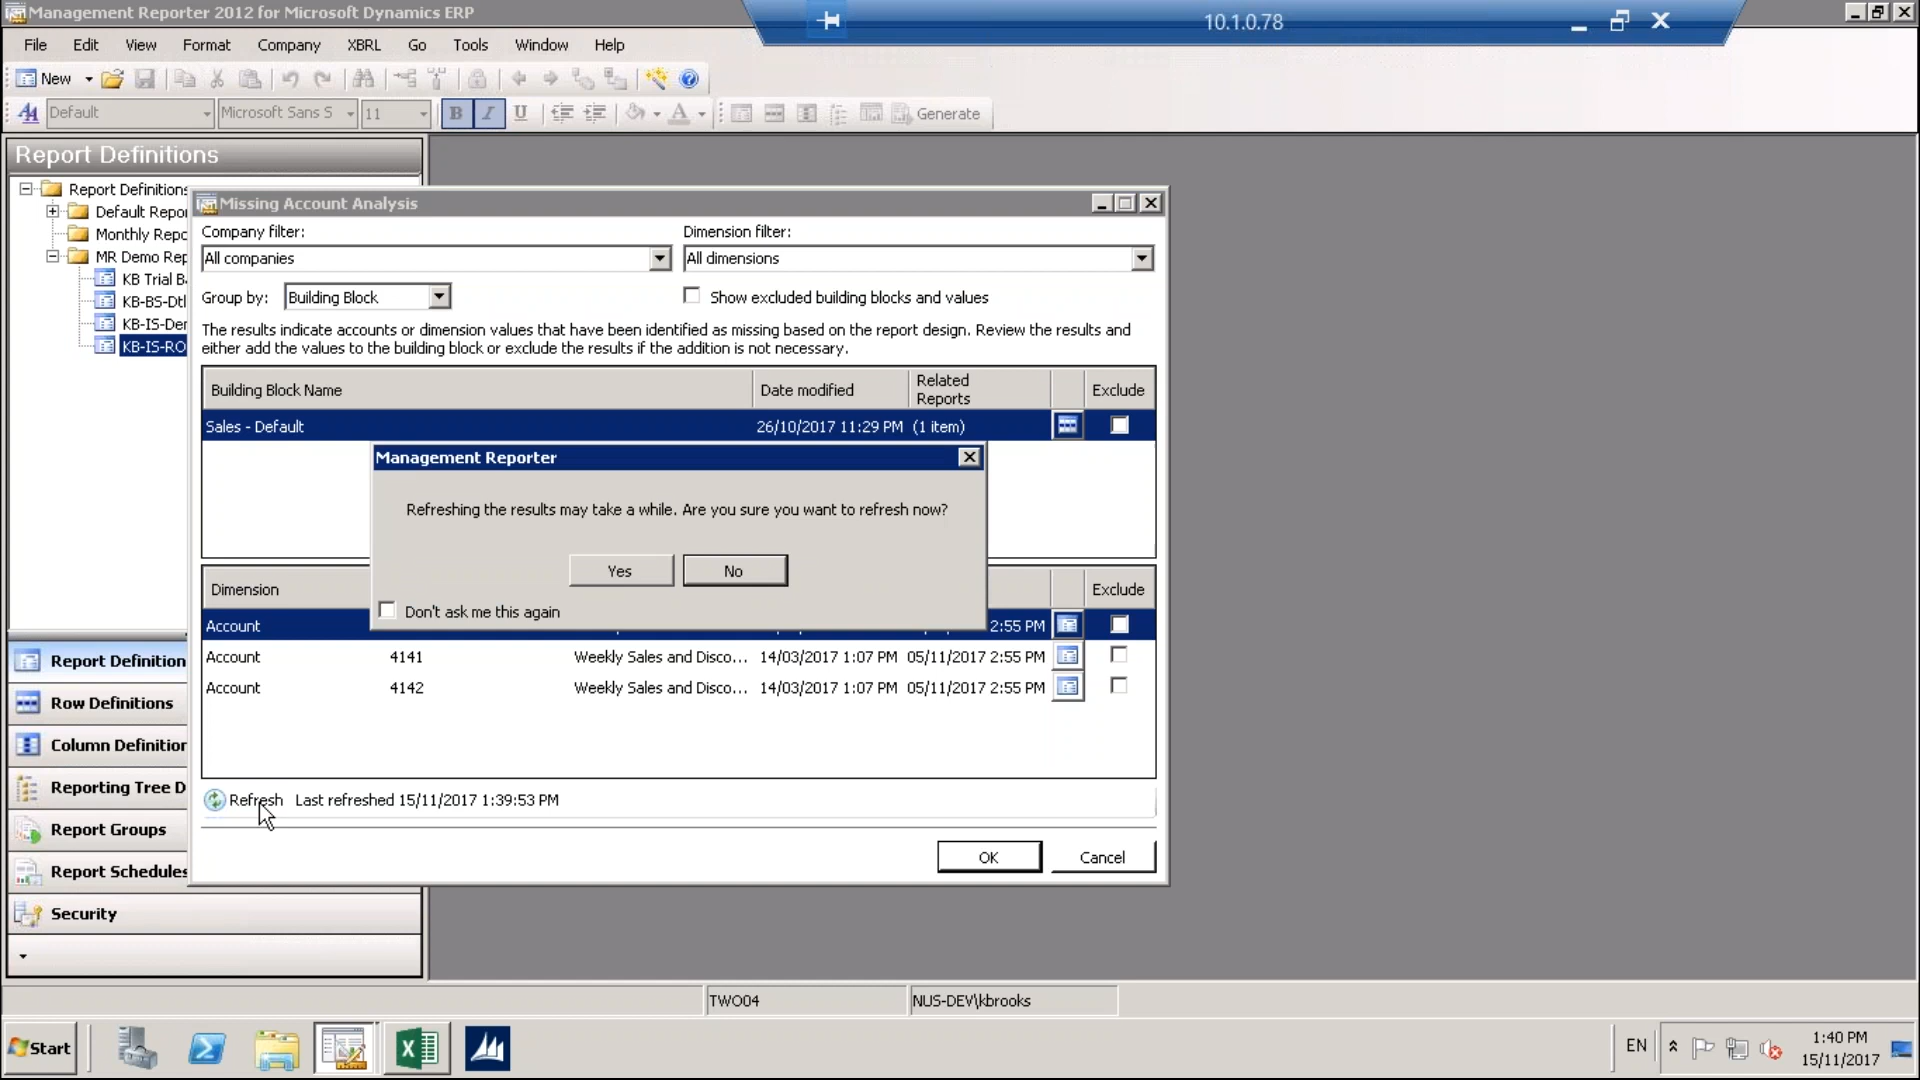 Management Reporter 2012 for Microsoft Dynamics ERP
10.1.0.78
File Edit View Format Company XBRL Go Tools Window Help
New
Default Microsoft Sans S 11 B I U A Generate
Report Definitions
Report Definitions
Default Repor
Monthly Repo
MR Demo Rep
KB Trial B
KB-BS-Dtl
KB-IS-Der
KB-IS-RO
Missing Account Analysis
Company filter: Dimension filter:
All companies All dimensions
Group by: Building Block Show excluded building blocks and values
The results indicate accounts or dimension values that have been identified as missing based on the report design. Review the results and
either add the values to the building block or exclude the results if the addition is not necessary.
Building Block Name Date modified Related Reports Exclude
Sales - Default 26/10/2017 11:29 PM (1 item)
Management Reporter
Refreshing the results may take a while. Are you sure you want to refresh now?
Yes No
Don't ask me this again
Dimension Exclude
Account 2:55 PM
Account 4141 Weekly Sales and Disco... 14/03/2017 1:07 PM 05/11/2017 2:55 PM
Account 4142 Weekly Sales and Disco... 14/03/2017 1:07 PM 05/11/2017 2:55 PM
Refresh Last refreshed 15/11/2017 1:39:53 PM
OK Cancel
Report Definition
Row Definitions
Column Definition
Reporting Tree D
Report Groups
Report Schedules
Security
TWO04 NUS-DEV\kbrooks
Start EN 1:40 PM
15/11/2017